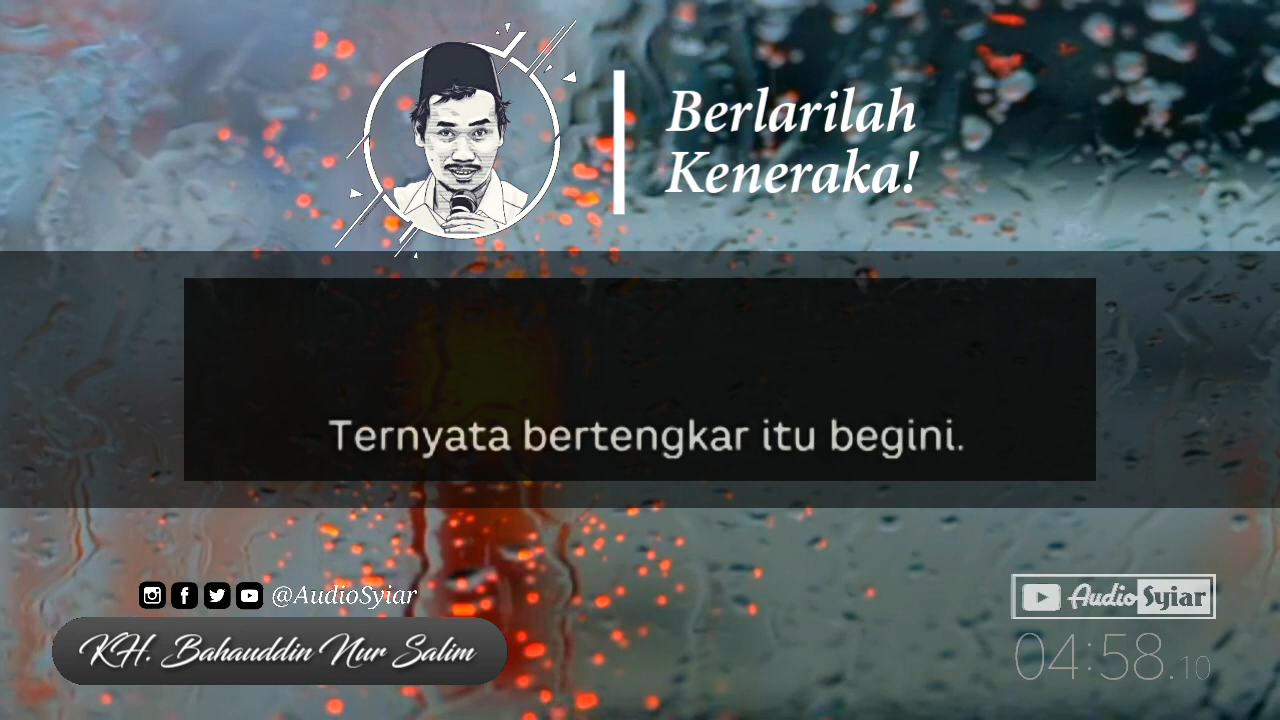 Berlarilah
Keneraka!
Ternyata bertengkar itu begini.
@AudioSyiar
KH. Bahauddin Nur Salim
Audio Syiar
04:58.10